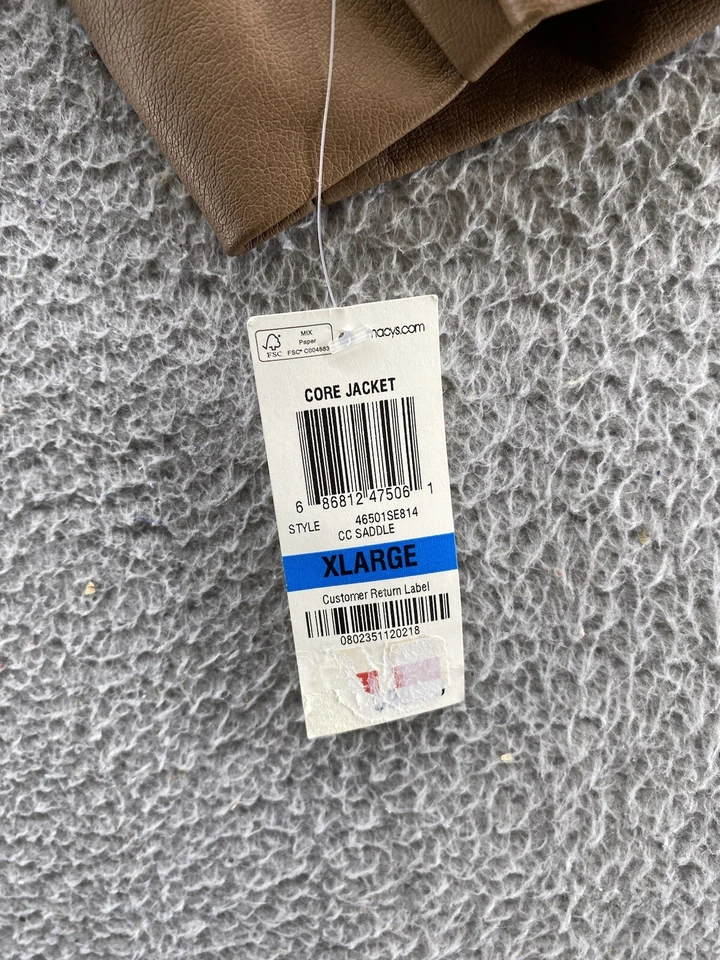 MIX
Paper
FSC FSC® C004883
macys.com
CORE JACKET
6 86812 47506 1
STYLE 46501SE814
CC SADDLE
XLARGE
Customer Return Label
0802351120218